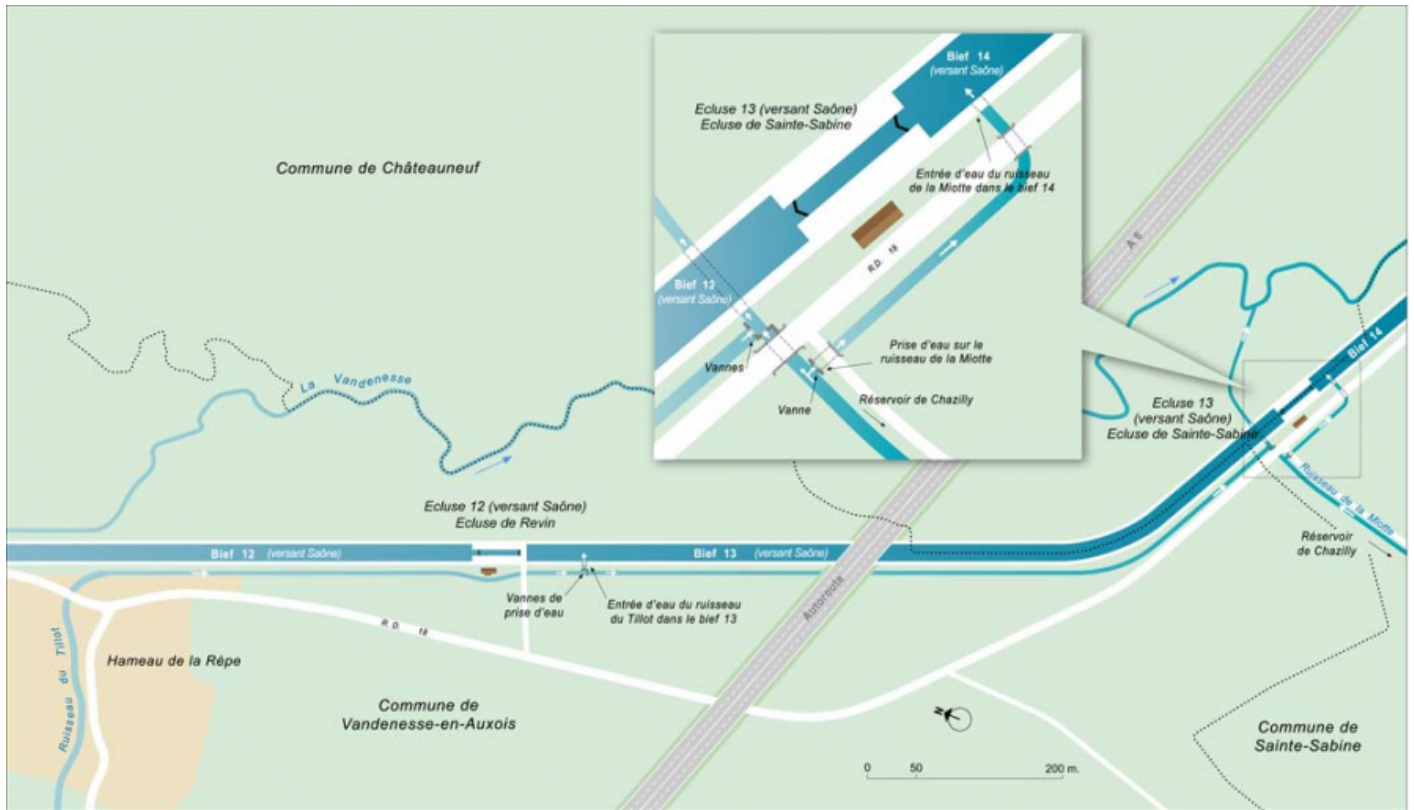 Bief 14
(versant Saône)
Ecluse 13 (versant Saône)
Ecluse de Sainte-Sabine
Entrée d'eau du ruisseau
de la Miotte dans le bief 14
R.D. 18
Bief 13
(versant Saône)
Vannes
Prise d'eau sur le
ruisseau de la Miotte
Vanne
Réservoir de Chazilly
Commune de Châteauneuf
A 6
La Vandenesse
Bief 14
Ecluse 13
(versant Saône)
Ecluse de Sainte-Sabine
Ruisseau de la Miotte
Réservoir
de Chazilly
Ecluse 12 (versant Saône)
Ecluse de Revin
Bief 12 (versant Saône)
Bief 13 (versant Saône)
Vannes de
prise d'eau
Entrée d'eau du ruisseau
du Tillot dans le bief 13
Autoroute
R.D. 18
Ruisseau du Tillot
Hameau de la Rêpe
Commune de
Vandenesse-en-Auxois
N
Commune de
Sainte-Sabine
0 50 200 m.